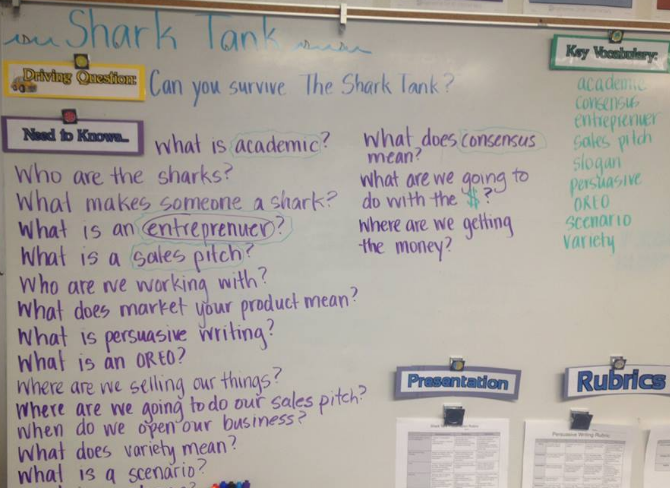 Shark Tank
Driving Question:
Can you survive The Shark Tank?
Need to Knows..
What is academic?
Who are the sharks?
What makes someone a shark?
What is an entreprenuer?
What is a sales pitch?
Who are we working with?
What does market your product mean?
What is persuasive writing?
What is an OREO?
Where are we selling our things?
Where are we going to do our sales pitch?
When do we open our business?
What does variety mean?
What is a scenario?
What does consensus
mean?
What are we going to
do with the $?
Where are we getting
the money?
Key Vocabulary:
academic
consensus
entreprenuer
sales pitch
slogan
persuasive
OREO
scenario
variety
Presentation
Rubrics
Persuasive Writing Rubric